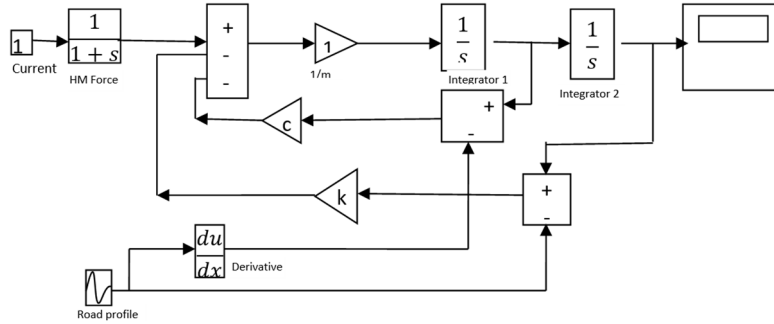 1
1
1 + s
Current
HM Force
+
-
-
1
1/m
1
s
Integrator 1
1
s
Integrator 2
+
-
c
+
-
k
du
dx
Derivative
Road profile